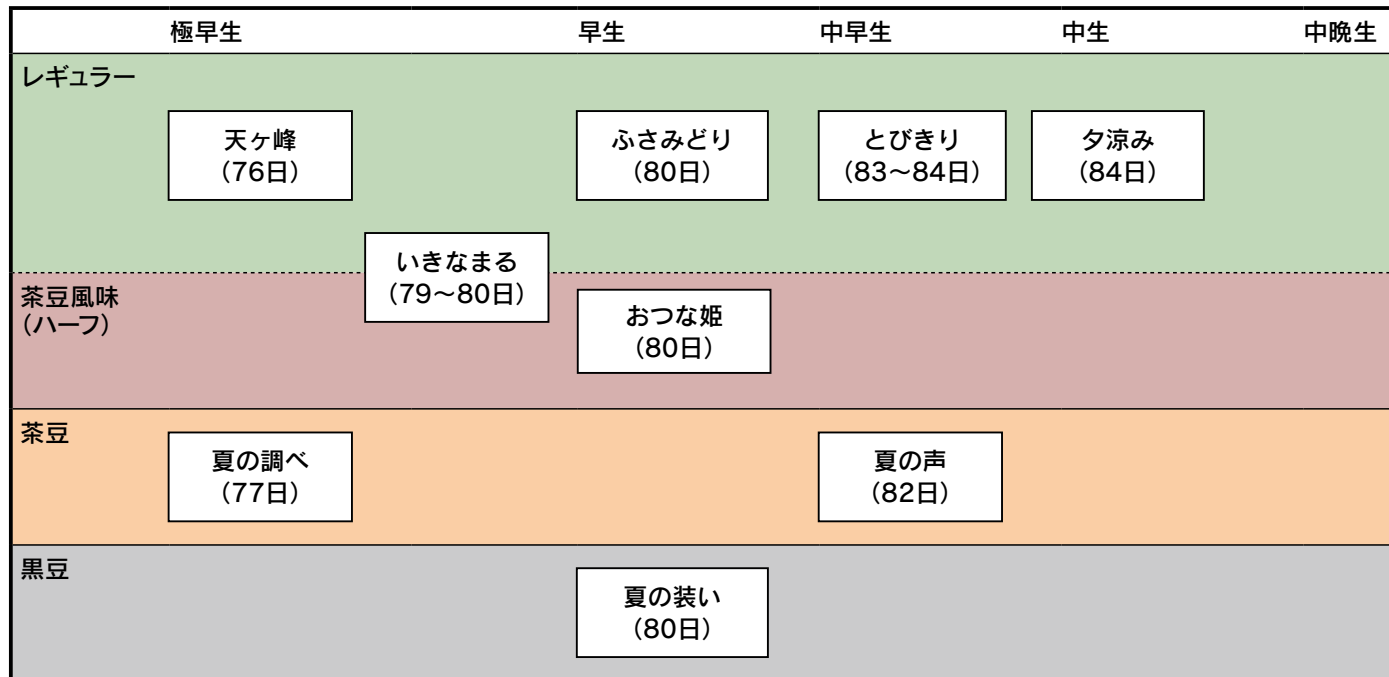 極早生 早生 中早生 中生 中晩生
レギュラー
天ヶ峰
(76日)
ふさみどり
(80日)
とびきり
(83〜84日)
夕涼み
(84日)
いきなまる
(79〜80日)
茶豆風味
(ハーフ)
おつな姫
(80日)
茶豆
夏の調べ
(77日)
夏の声
(82日)
黒豆
夏の装い
(80日)